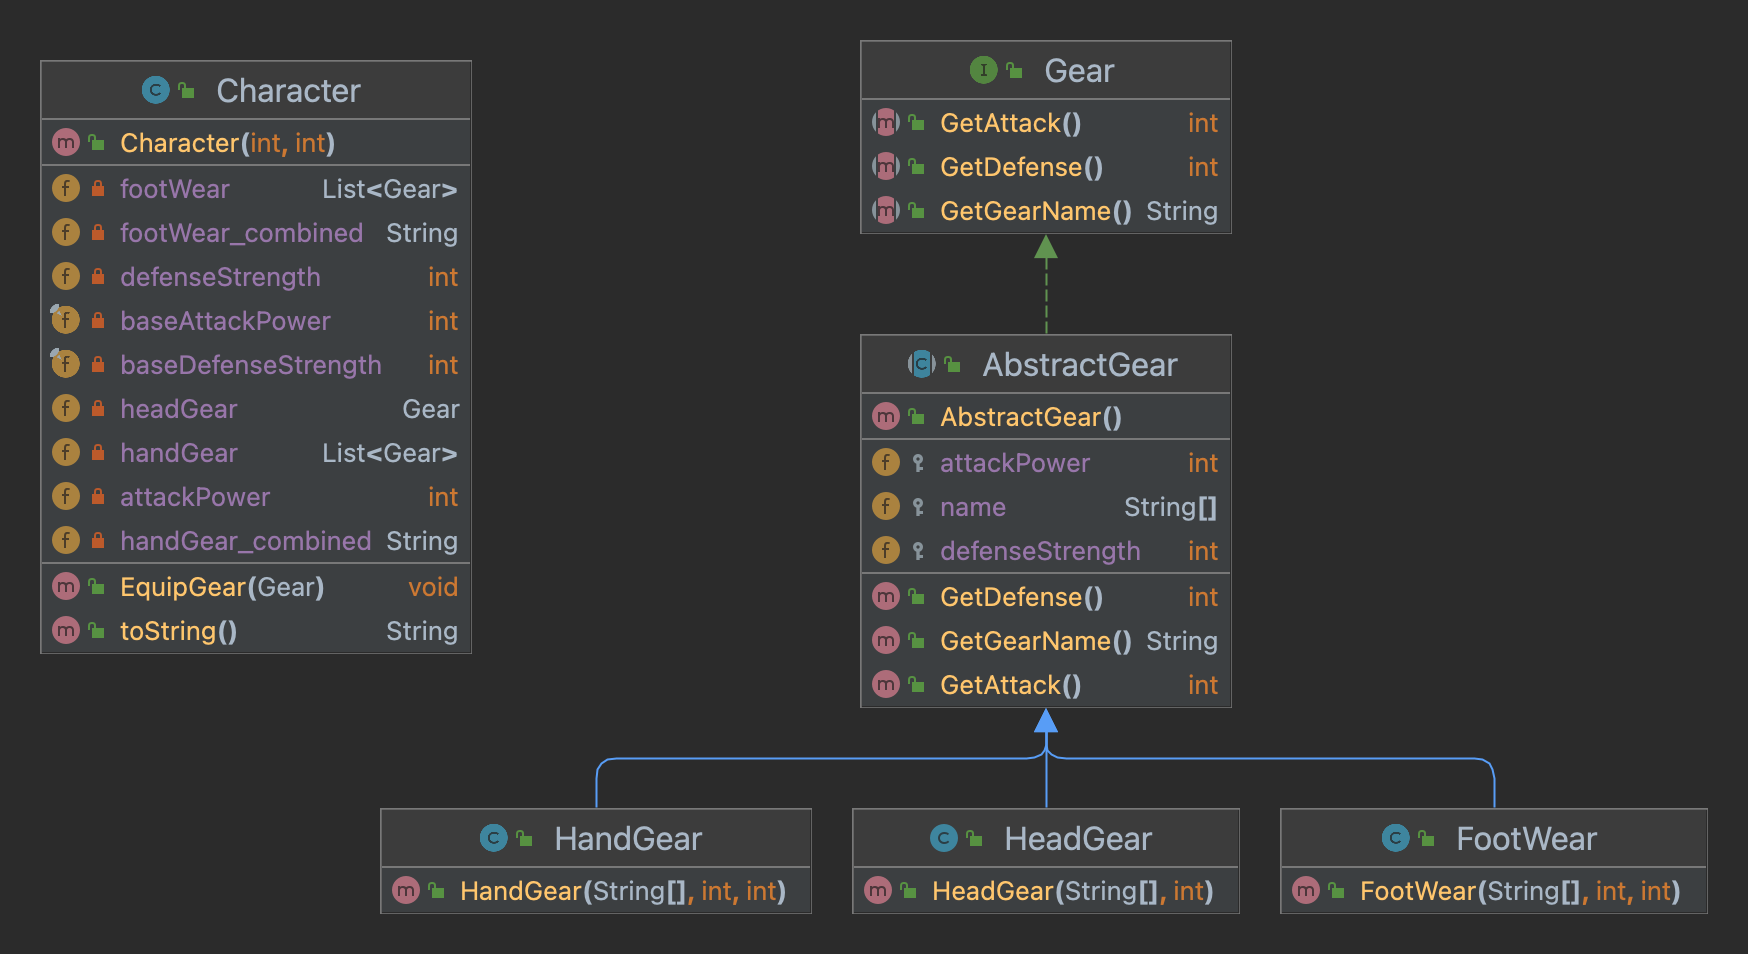 Character
Character(int, int)
footWear List<Gear>
footWear_combined String
defenseStrength int
baseAttackPower int
baseDefenseStrength int
headGear Gear
handGear List<Gear>
attackPower int
handGear_combined String
EquipGear(Gear) void
toString() String
Gear
GetAttack() int
GetDefense() int
GetGearName() String
AbstractGear
AbstractGear()
attackPower int
name String[]
defenseStrength int
GetDefense() int
GetGearName() String
GetAttack() int
HandGear
HandGear(String[], int, int)
HeadGear
HeadGear(String[], int)
FootWear
FootWear(String[], int, int)